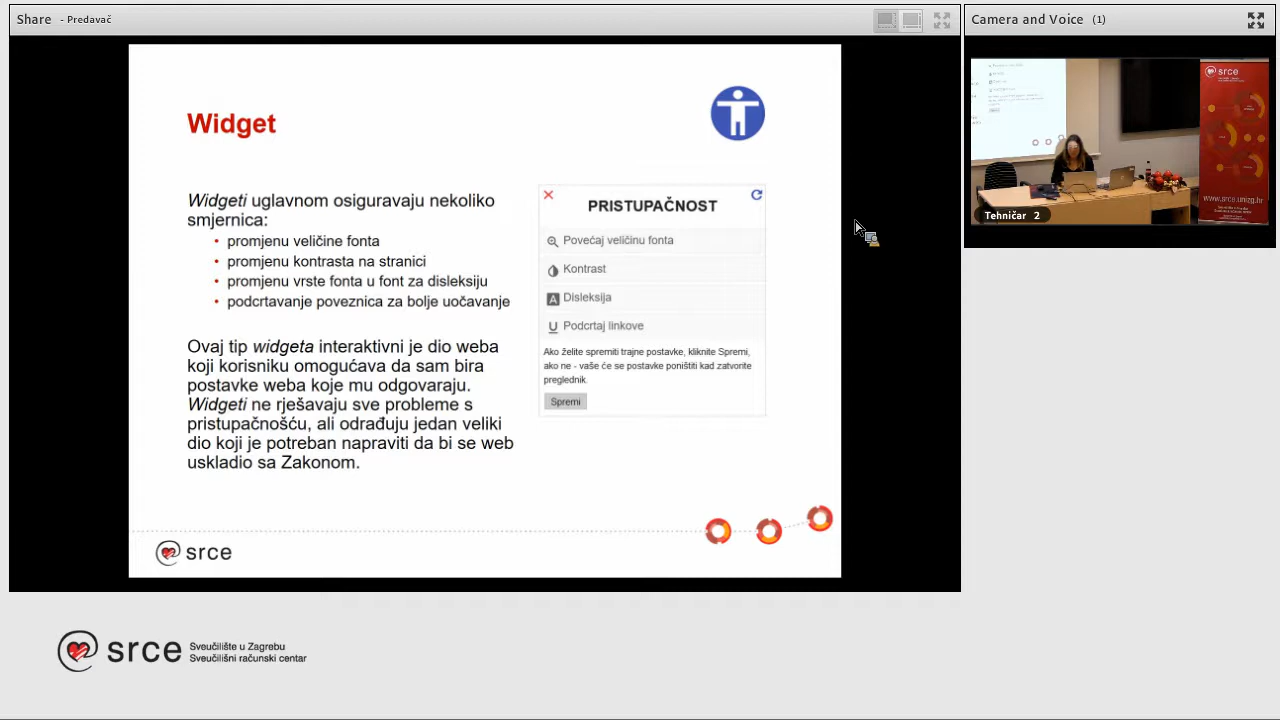 Share - Predavač
Camera and Voice (1)
Widget
Widgeti uglavnom osiguravaju nekoliko
smjernica:
• promjenu veličine fonta
• promjenu kontrasta na stranici
• promjenu vrste fonta u font za disleksiju
• podcrtavanje poveznica za bolje uočavanje
Ovaj tip widgeta interaktivni je dio weba
koji korisniku omogućava da sam bira
postavke weba koje mu odgovaraju.
Widgeti ne rješavaju sve probleme s
pristupačnošću, ali odrađuju jedan veliki
dio koji je potreban napraviti da bi se web
uskladio sa Zakonom.
PRISTUPAČNOST
Povećaj veličinu fonta
Kontrast
A Disleksija
U Podcrtaj linkove
Ako želite spremiti trajne postavke, kliknite Spremi,
ako ne - vaše će se postavke poništiti kad zatvorite
preglednik.
Spremi
srce
srce
www.srce.unizg.hr
Tehničar 2
srce
Sveučilište u Zagrebu
Sveučilišni računski centar